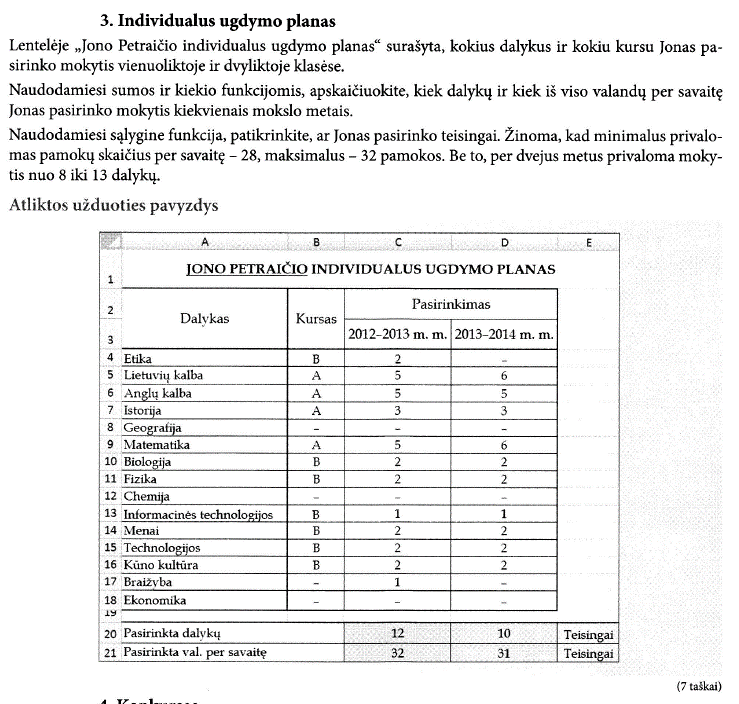 3. Individualus ugdymo planas
Lentelėje „Jono Petraičio individualus ugdymo planas“ surašyta, kokius dalykus ir kokiu kursu Jonas pa-
sirinko mokytis vienuoliktoje ir dvyliktoje klasėse.
Naudodamiesi sumos ir kiekio funkcijomis, apskaičiuokite, kiek dalykų ir kiek iš viso valandų per savaitę
Jonas pasirinko mokytis kiekvienais mokslo metais.
Naudodamiesi sąlygine funkcija, patikrinkite, ar Jonas pasirinko teisingai. Žinoma, kad minimalus privalo-
mas pamokų skaičius per savaitę – 28, maksimalus – 32 pamokos. Be to, per dvejus metus privaloma moky-
tis nuo 8 iki 13 dalykų.
Atliktos užduoties pavyzdys
A B C D E
1 JONO PETRAIČIO INDIVIDUALUS UGDYMO PLANAS
2 Dalykas Kursas Pasirinkimas
3 2012–2013 m. m. 2013–2014 m. m.
4 Etika B 2 –
5 Lietuvių kalba A 5 6
6 Anglų kalba A 5 5
7 Istorija A 3 3
8 Geografija – – –
9 Matematika A 5 6
10 Biologija B 2 2
11 Fizika B 2 2
12 Chemija – – –
13 Informacinės technologijos B 1 1
14 Menai B 2 2
15 Technologijos B 2 2
16 Kūno kultūra B 2 2
17 Braižyba – 1 –
18 Ekonomika – – –
19
20 Pasirinkta dalykų 12 10 Teisingai
21 Pasirinkta val. per savaitę 32 31 Teisingai
(7 taškai)